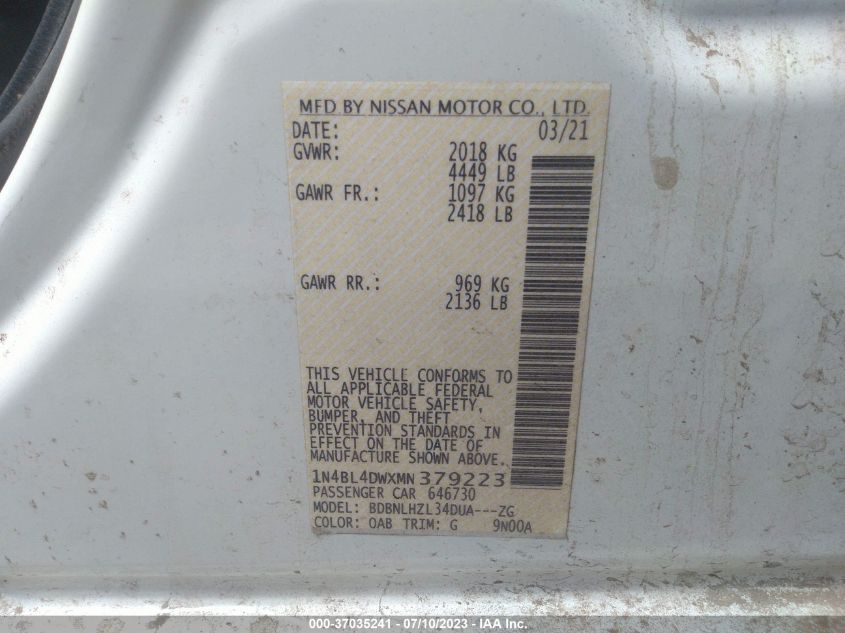 MFD BY NISSAN MOTOR CO., LTD.
DATE: 03/21
GVWR: 2018 KG
4449 LB
GAWR FR.: 1097 KG
2418 LB
GAWR RR.: 969 KG
2136 LB
THIS VEHICLE CONFORMS TO
ALL APPLICABLE FEDERAL
MOTOR VEHICLE SAFETY,
BUMPER, AND THEFT
PREVENTION STANDARDS IN
EFFECT ON THE DATE OF
MANUFACTURE SHOWN ABOVE.
1N4BL4DWXMN379223
PASSENGER CAR 646730
MODEL: BDBNLHZL34DUA---ZG
COLOR: OAB TRIM: G 9N00A
000-37035241 - 07/10/2023 - IAA Inc.